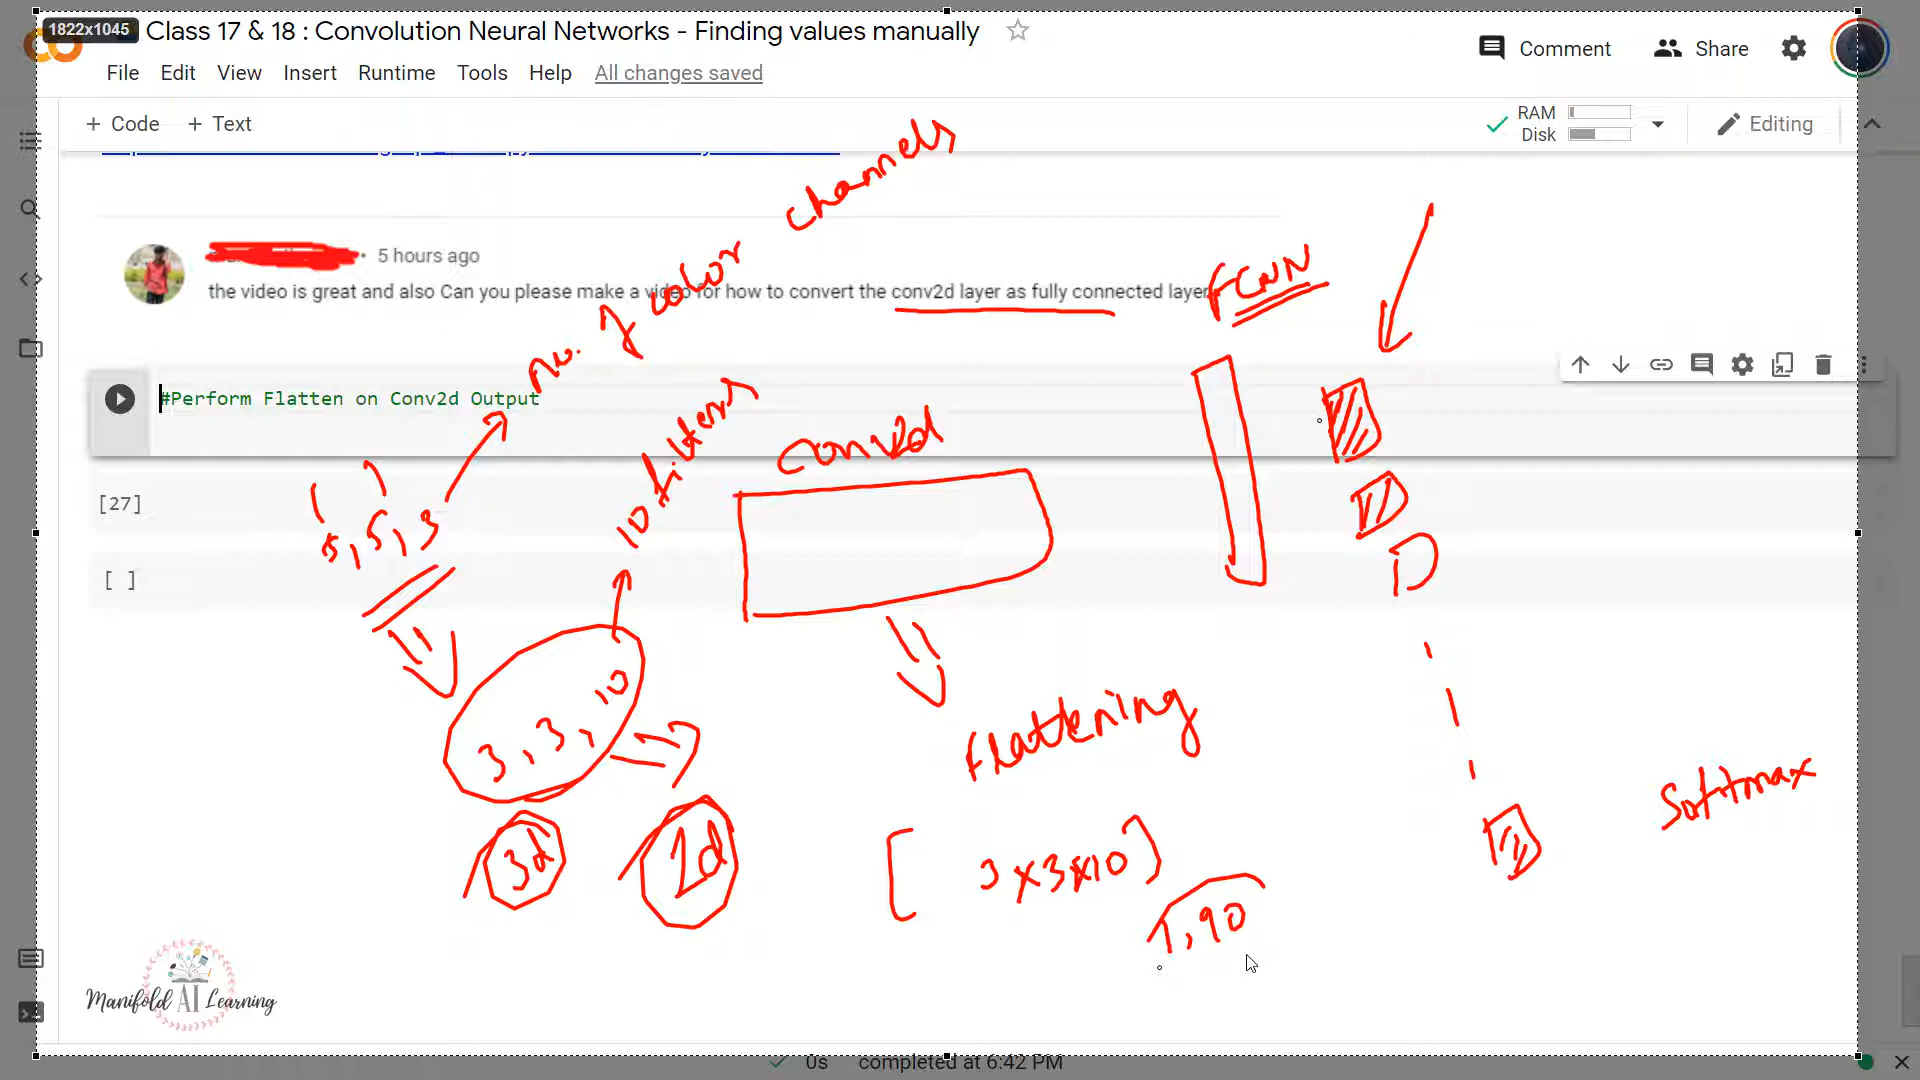 1822x1045
Class 17 & 18 : Convolution Neural Networks - Finding values manually
Comment
Share
File Edit View Insert Runtime Tools Help All changes saved
+ Code + Text
RAM
Disk
Editing
5 hours ago
the video is great and also Can you please make a video for how to convert the conv2d layer as fully connected layer
no. of color channels
FCNN
#Perform Flatten on Conv2d Output
10 filters
Conv2d
[27]
5, 5, 3
[ ]
3, 3, 10
Flattening
Softmax
3d
2d
[ 3x3x10]
1, 90
Manifold AI Learning
0s completed at 6:42 PM